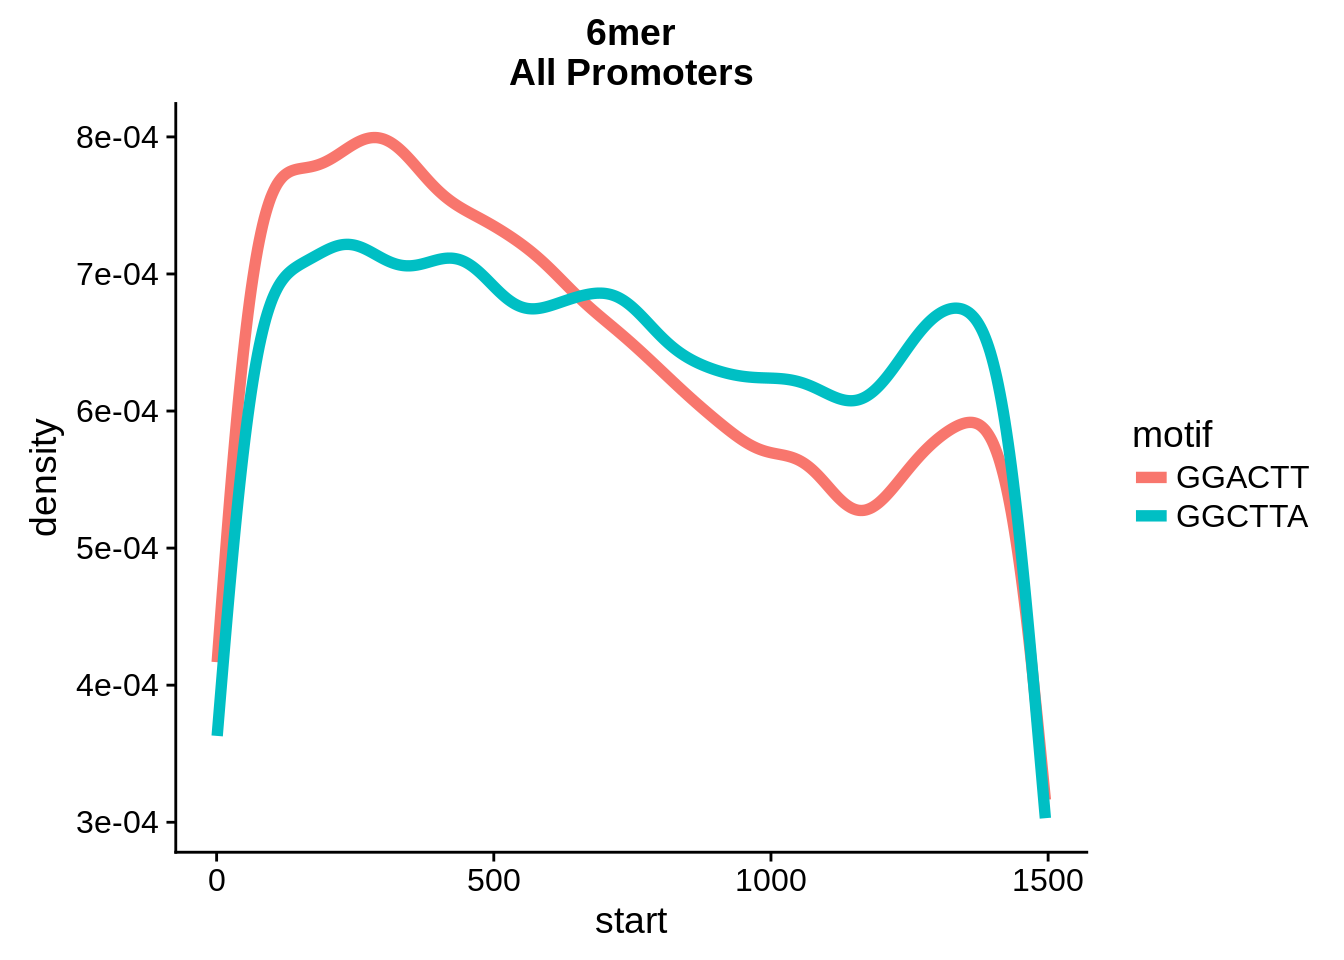 6mer
All Promoters
8e-04
7e-04
6e-04
5e-04
4e-04
3e-04
density
0
500
1000
1500
start
motif
GGACTT
GGCTTA